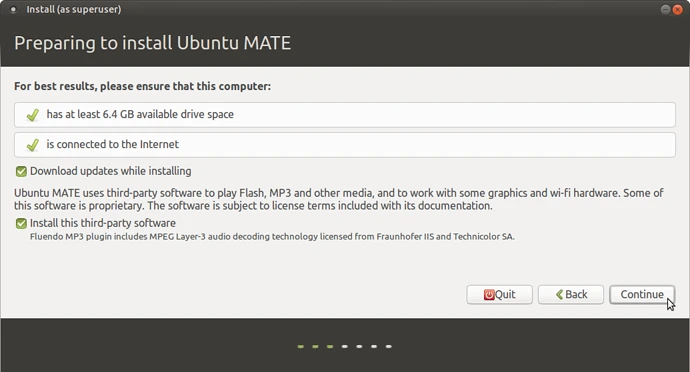 Install (as superuser)
Preparing to install Ubuntu MATE
For best results, please ensure that this computer:
has at least 6.4 GB available drive space
is connected to the Internet
Download updates while installing
Ubuntu MATE uses third-party software to play Flash, MP3 and other media, and to work with some graphics and wi-fi hardware. Some of
this software is proprietary. The software is subject to license terms included with its documentation.
Install this third-party software
Fluendo MP3 plugin includes MPEG Layer-3 audio decoding technology licensed from Fraunhofer IIS and Technicolor SA.
Quit
Back
Continue